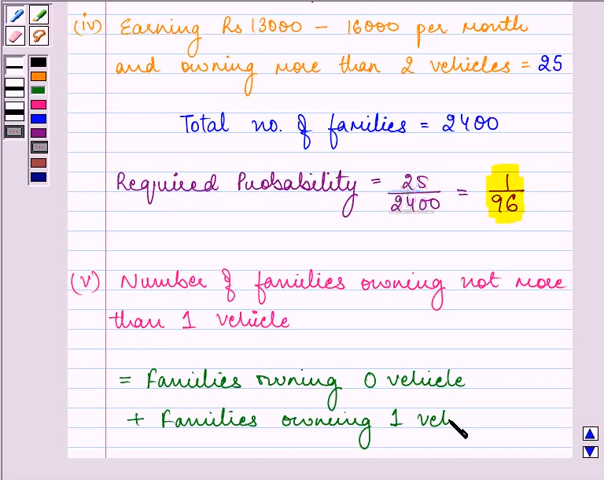 (iv) Earning Rs 13000 – 16000 per month
and owning more than 2 vehicles = 25
Total no. of families = 2400
Required Probability = 25/2400 = 1/96
(v) Number of families owning not more
than 1 vehicle
= Families owning 0 vehicle
+ Families owning 1 veh